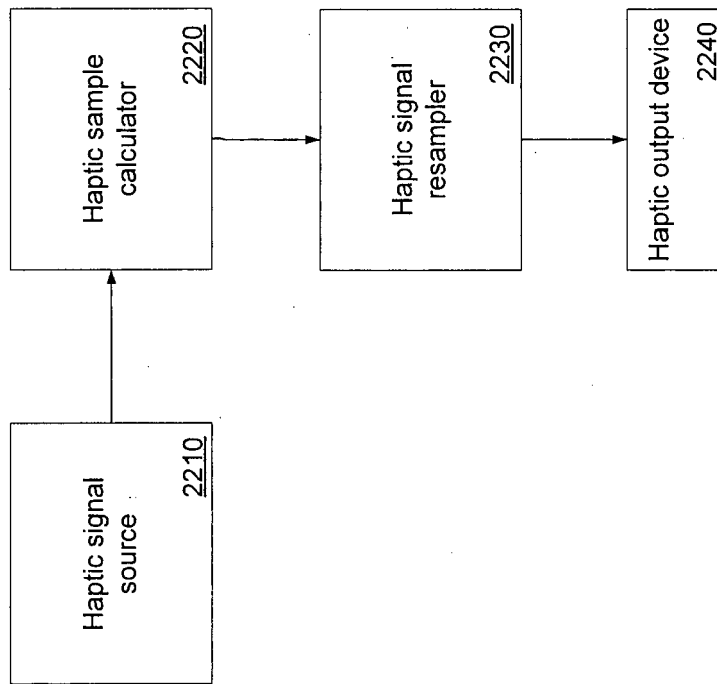 Haptic signal
source
2210
Haptic sample
calculator
2220
Haptic signal
resampler
2230
Haptic output device
2240